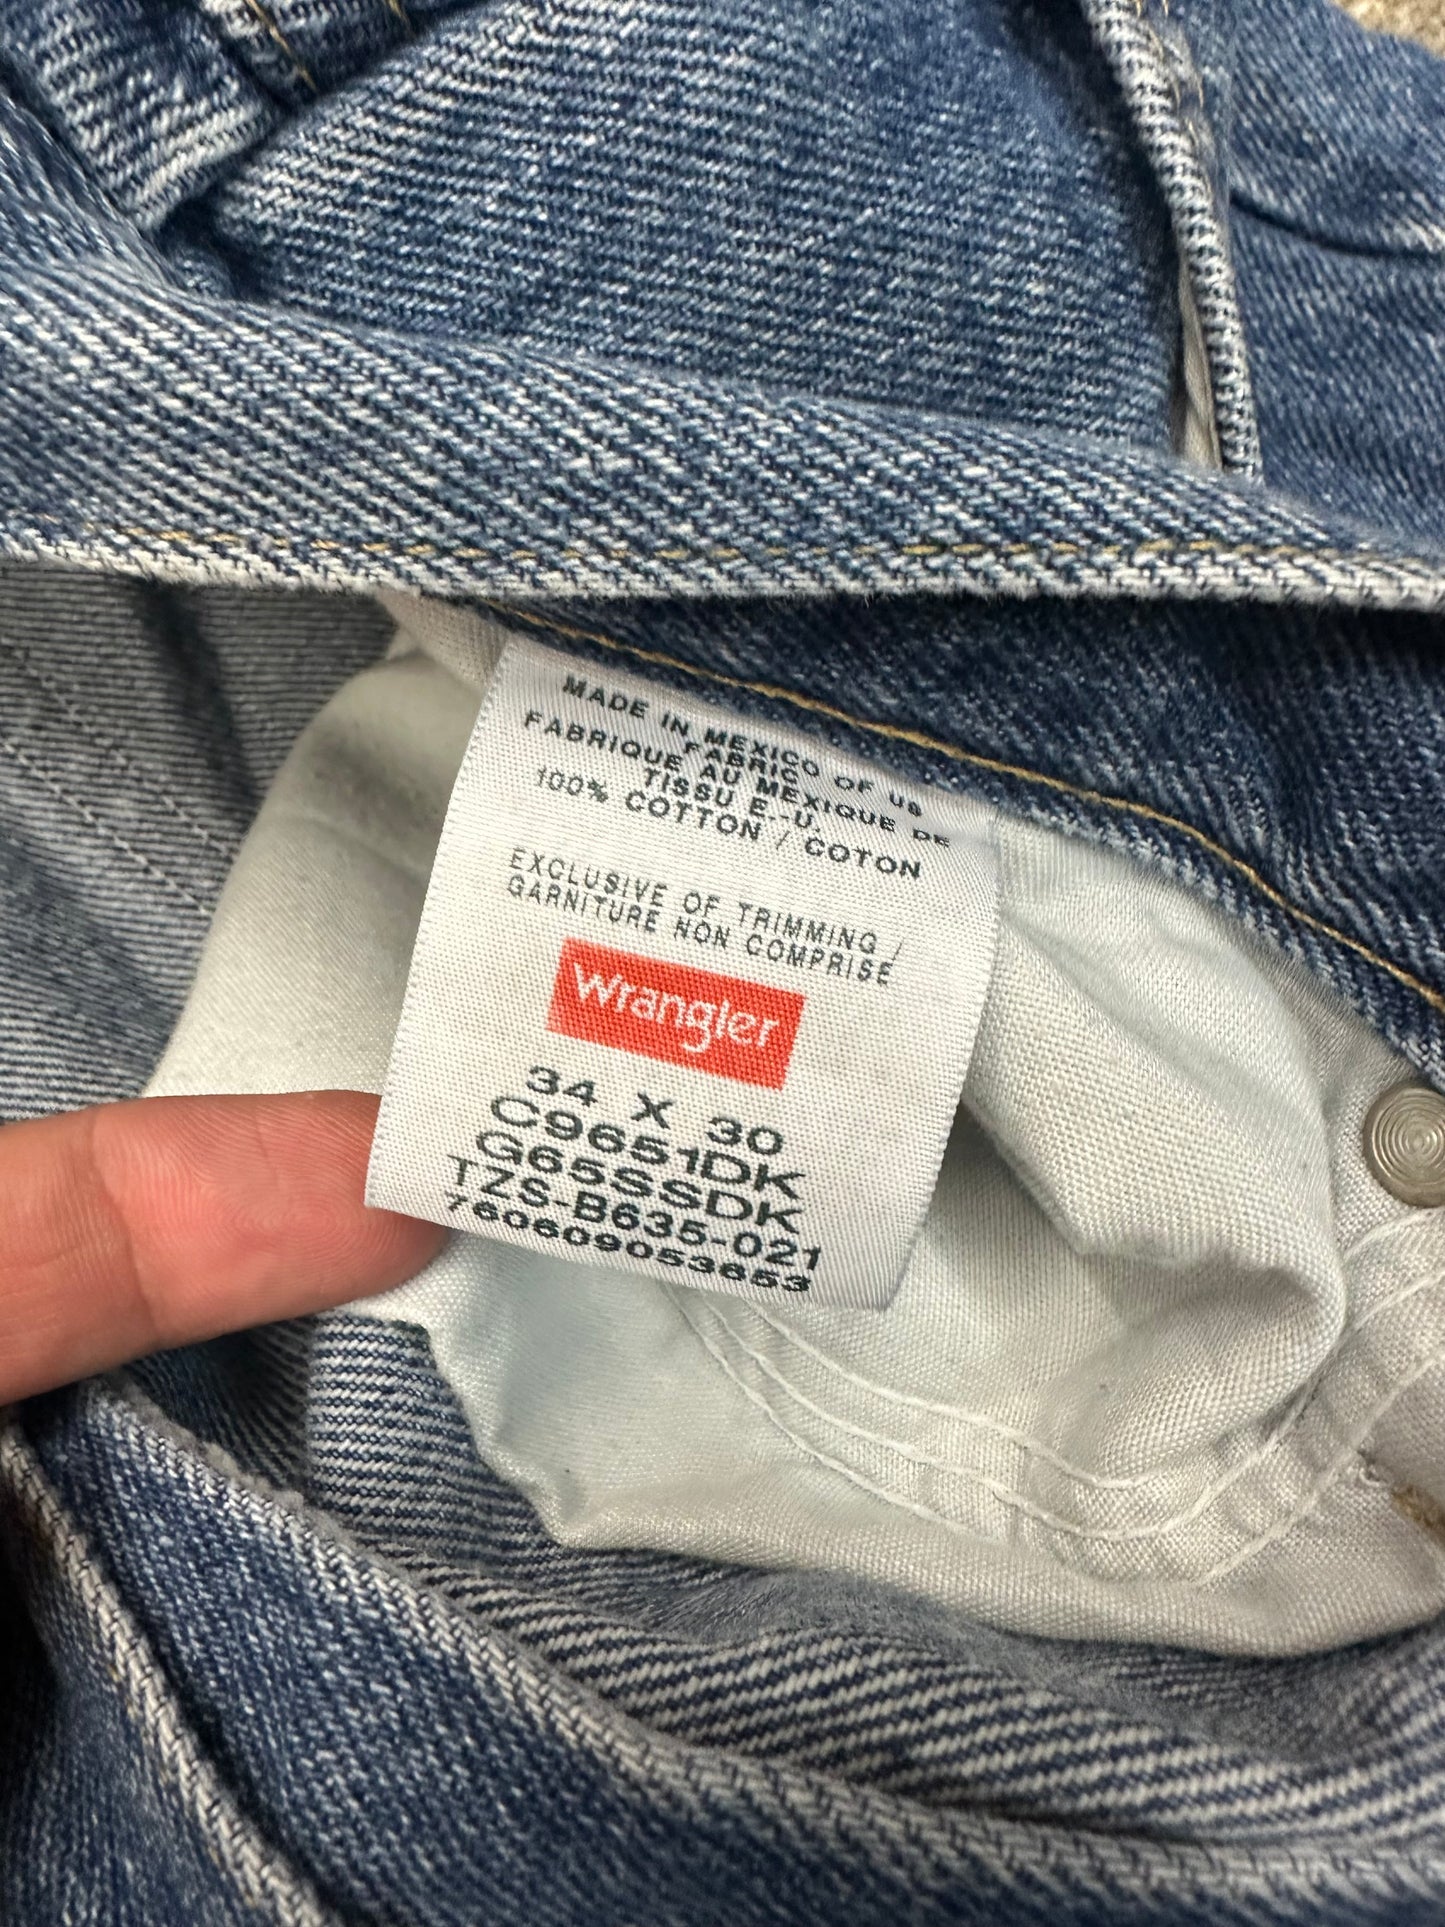 MADE IN MEXICO OF US
FABRIC
FABRIQUE AU MEXIQUE DE
TISSU E.-U.
100% COTTON / COTON
EXCLUSIVE OF TRIMMING /
GARNITURE NON COMPRISE
Wrangler
34 X 30
C9651DK
G65SSDK
TZS-B635-021
760609053653